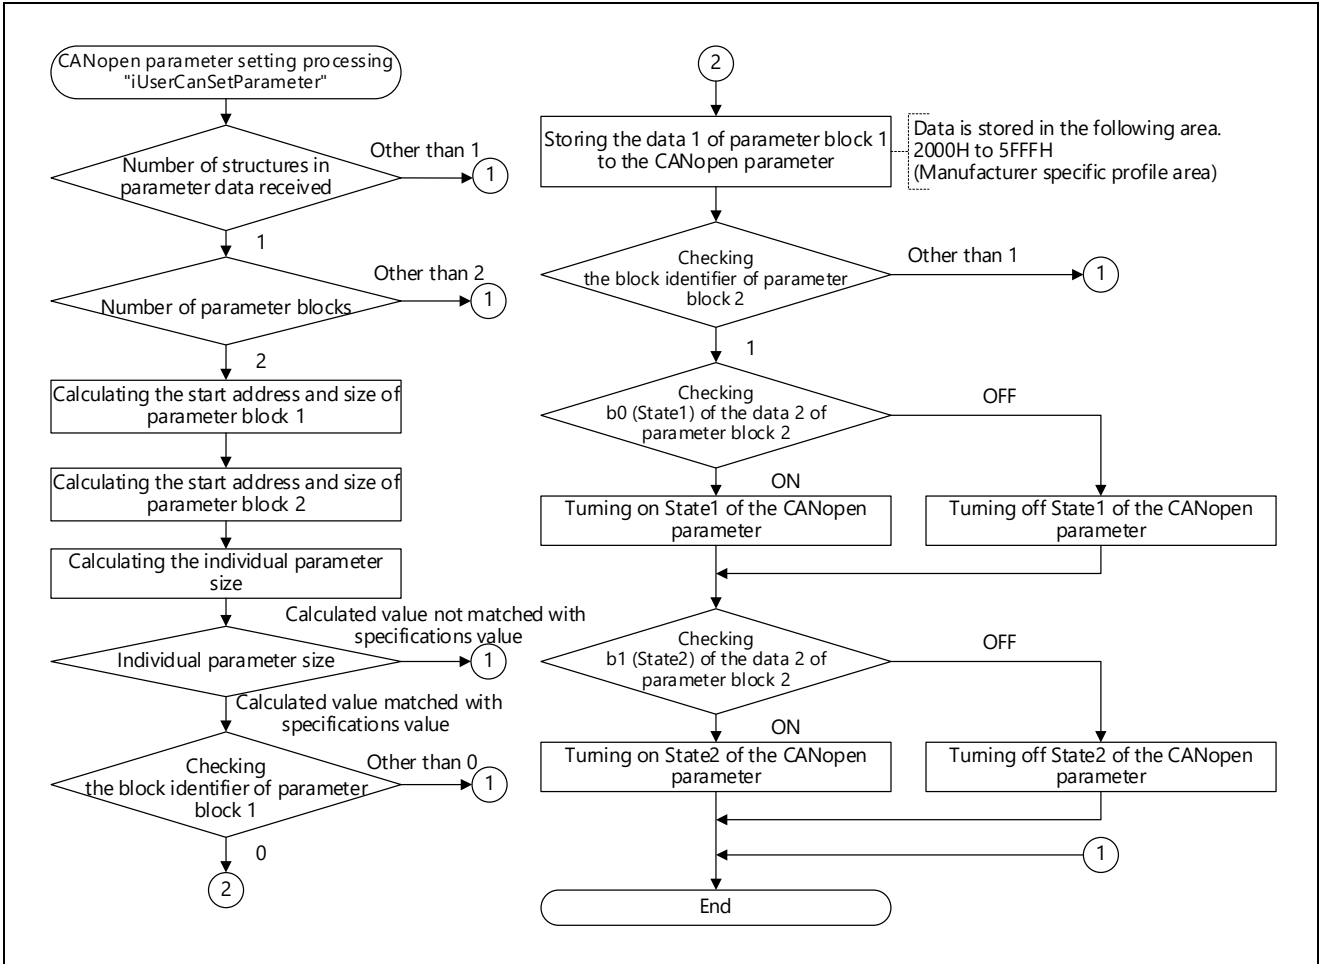 CANopen parameter setting processing
"iUserCanSetParameter"
Number of structures in
parameter data received
Other than 1
1
1
Number of parameter blocks
Other than 2
1
2
Calculating the start address and size of
parameter block 1
Calculating the start address and size of
parameter block 2
Calculating the individual parameter
size
Individual parameter size
Calculated value not matched with
specifications value
1
Calculated value matched with
specifications value
Checking
the block identifier of parameter
block 1
Other than 0
1
0
2
2
Storing the data 1 of parameter block 1
to the CANopen parameter
Data is stored in the following area.
2000H to 5FFFH
(Manufacturer specific profile area)
Checking
the block identifier of parameter
block 2
Other than 1
1
1
Checking
b0 (State1) of the data 2 of
parameter block 2
OFF
ON
Turning on State1 of the CANopen
parameter
Turning off State1 of the CANopen
parameter
Checking
b1 (State2) of the data 2 of
parameter block 2
OFF
ON
Turning on State2 of the CANopen
parameter
Turning off State2 of the CANopen
parameter
1
End